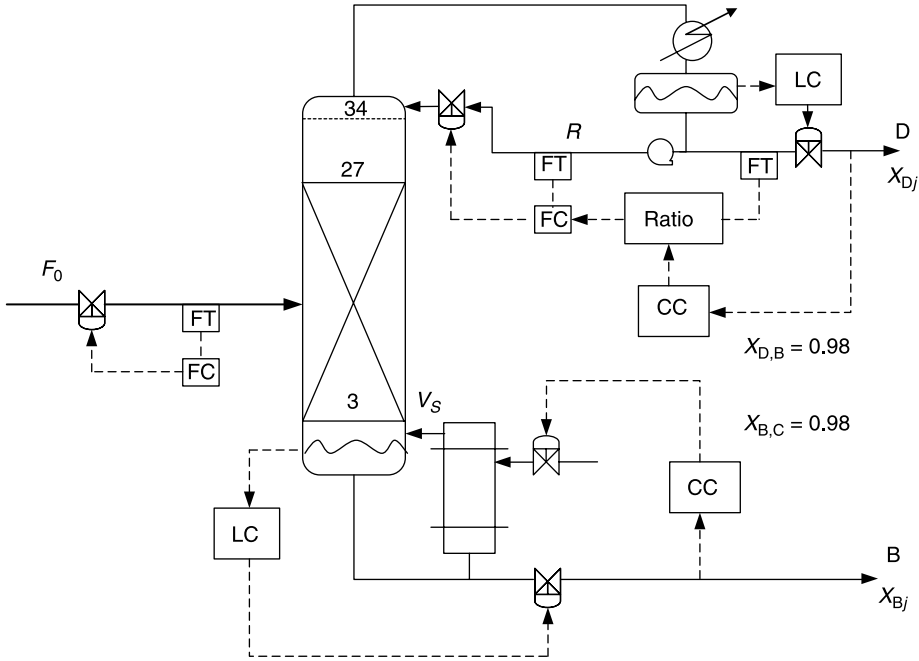 34
LC
R
D
FT
FT
X_Dj
27
FC
Ratio
F_0
CC
FT
X_D,B = 0.98
FC
3
V_S
X_B,C = 0.98
CC
LC
B
X_Bj